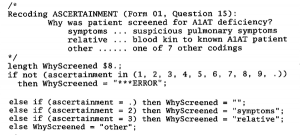 /*
Recoding ASCERTAINMENT (Form 01, Question 15):
Why was patient screened for A1AT deficiency?
symptoms ... suspicious pulmonary symptoms
relative ... blood kin to known A1AT patient
other ...... one of 7 other codings
*/
length WhyScreened $8.;
if not (ascertainment in (1, 2, 3, 4, 5, 6, 7, 8, 9, .))
then WhyScreened = "***ERROR";
else if (ascertainment = .) then WhyScreened = "";
else if (ascertainment = 2) then WhyScreened = "symptoms";
else if (ascertainment = 3) then WhyScreened = "relative";
else WhyScreened = "other";